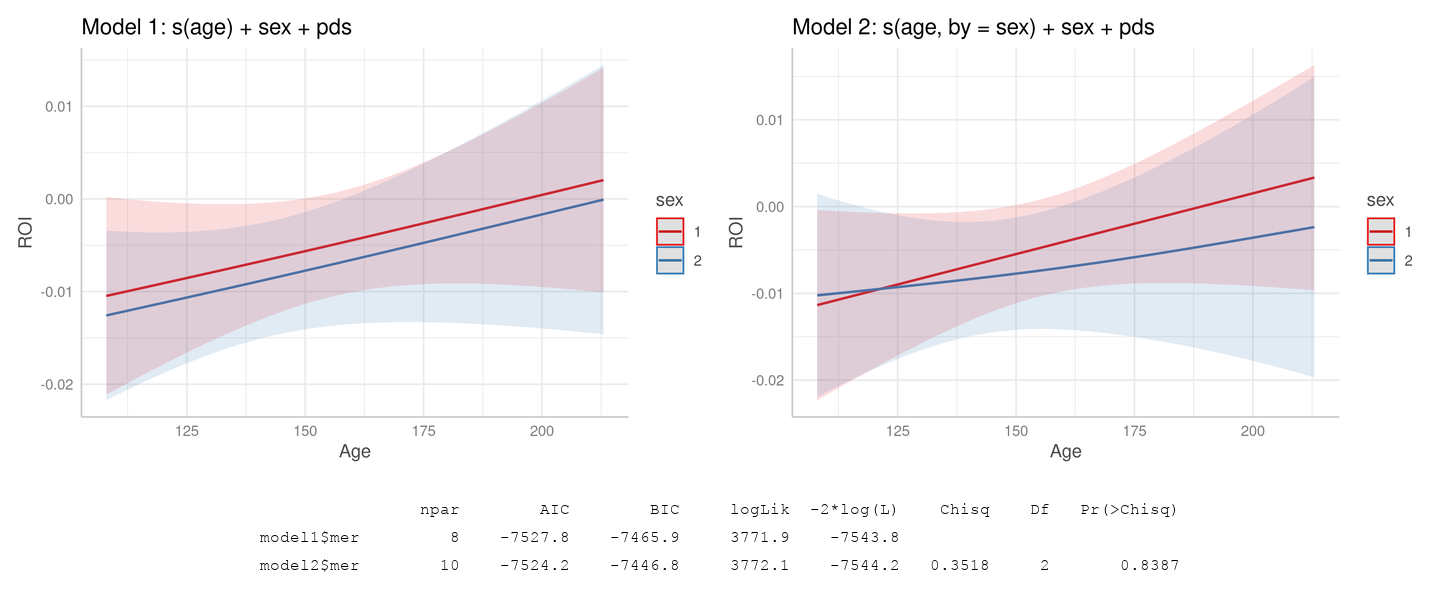 Model 1: s(age) + sex + pds
Model 2: s(age, by = sex) + sex + pds
0.01
0.00
-0.01
-0.02
ROI
125 150 175 200
Age
sex
1
2
0.01
0.00
-0.01
-0.02
ROI
125 150 175 200
Age
sex
1
2
npar AIC BIC logLik -2*log(L) Chisq Df Pr(>Chisq)
model1$mer 8 -7527.8 -7465.9 3771.9 -7543.8
model2$mer 10 -7524.2 -7446.8 3772.1 -7544.2 0.3518 2 0.8387